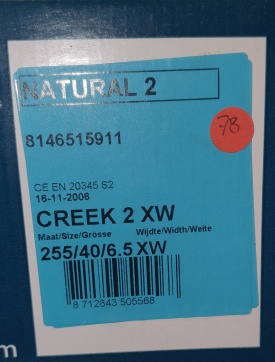 NATURAL 2
8146515911
78
CE EN 20345 S2
16-11-2006
CREEK 2 XW
Maat/Size/Grösse Wijdte/Width/Weite
255/40/6.5 XW
8 712843 505568
m